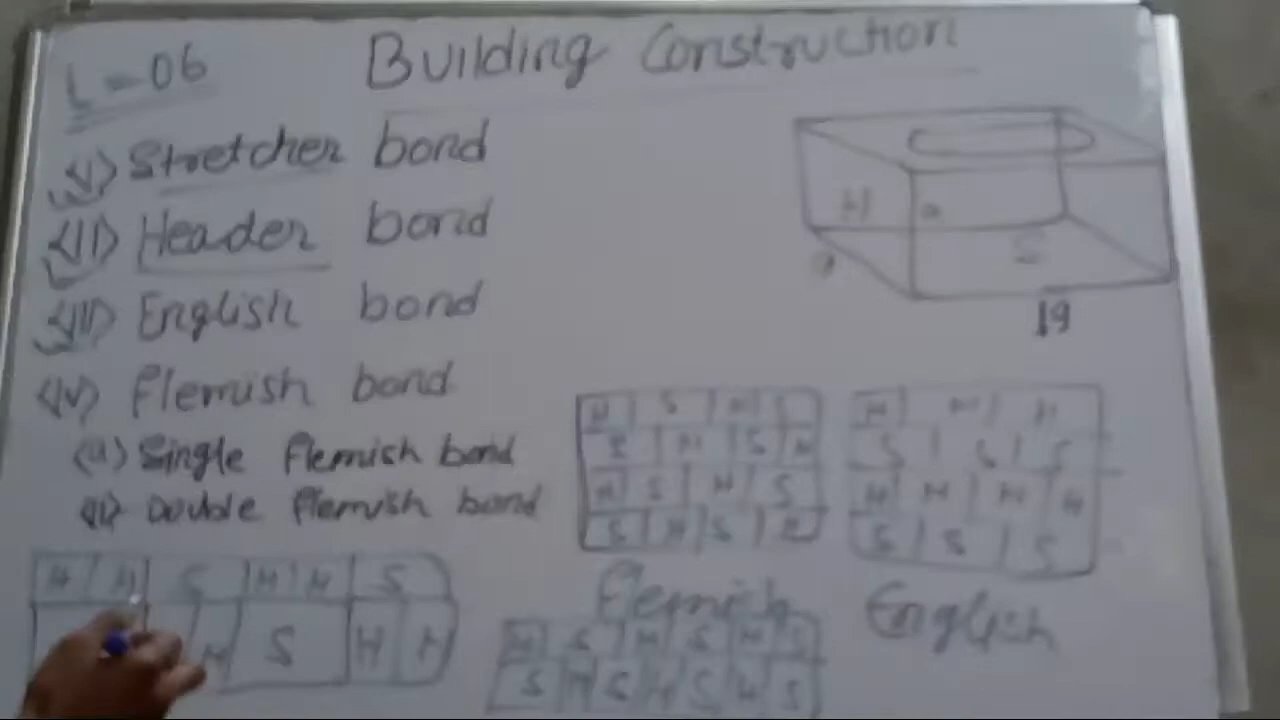 L-06 Building Construction
(i) Stretcher bond
(ii) Header bond
(iii) English bond
(iv) Flemish bond
(a) Single Flemish bond
(ii) Double Flemish bond
H
S
19
H S H S
S H S H
H S H S
S H S H
Flemish
H H H
S S S
H H H H
S S S
English
H H S H H S
H S H H
H S H S H S
S H S H S H S